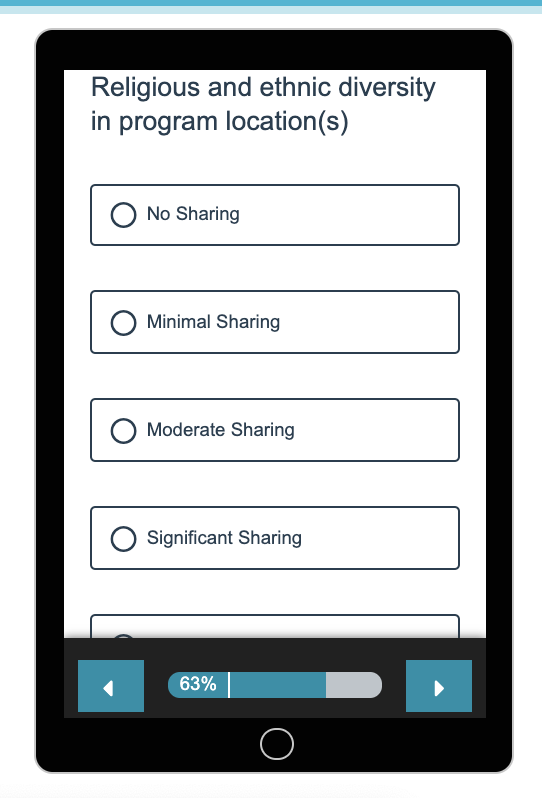 Religious and ethnic diversity
in program location(s)
No Sharing
Minimal Sharing
Moderate Sharing
Significant Sharing
63%